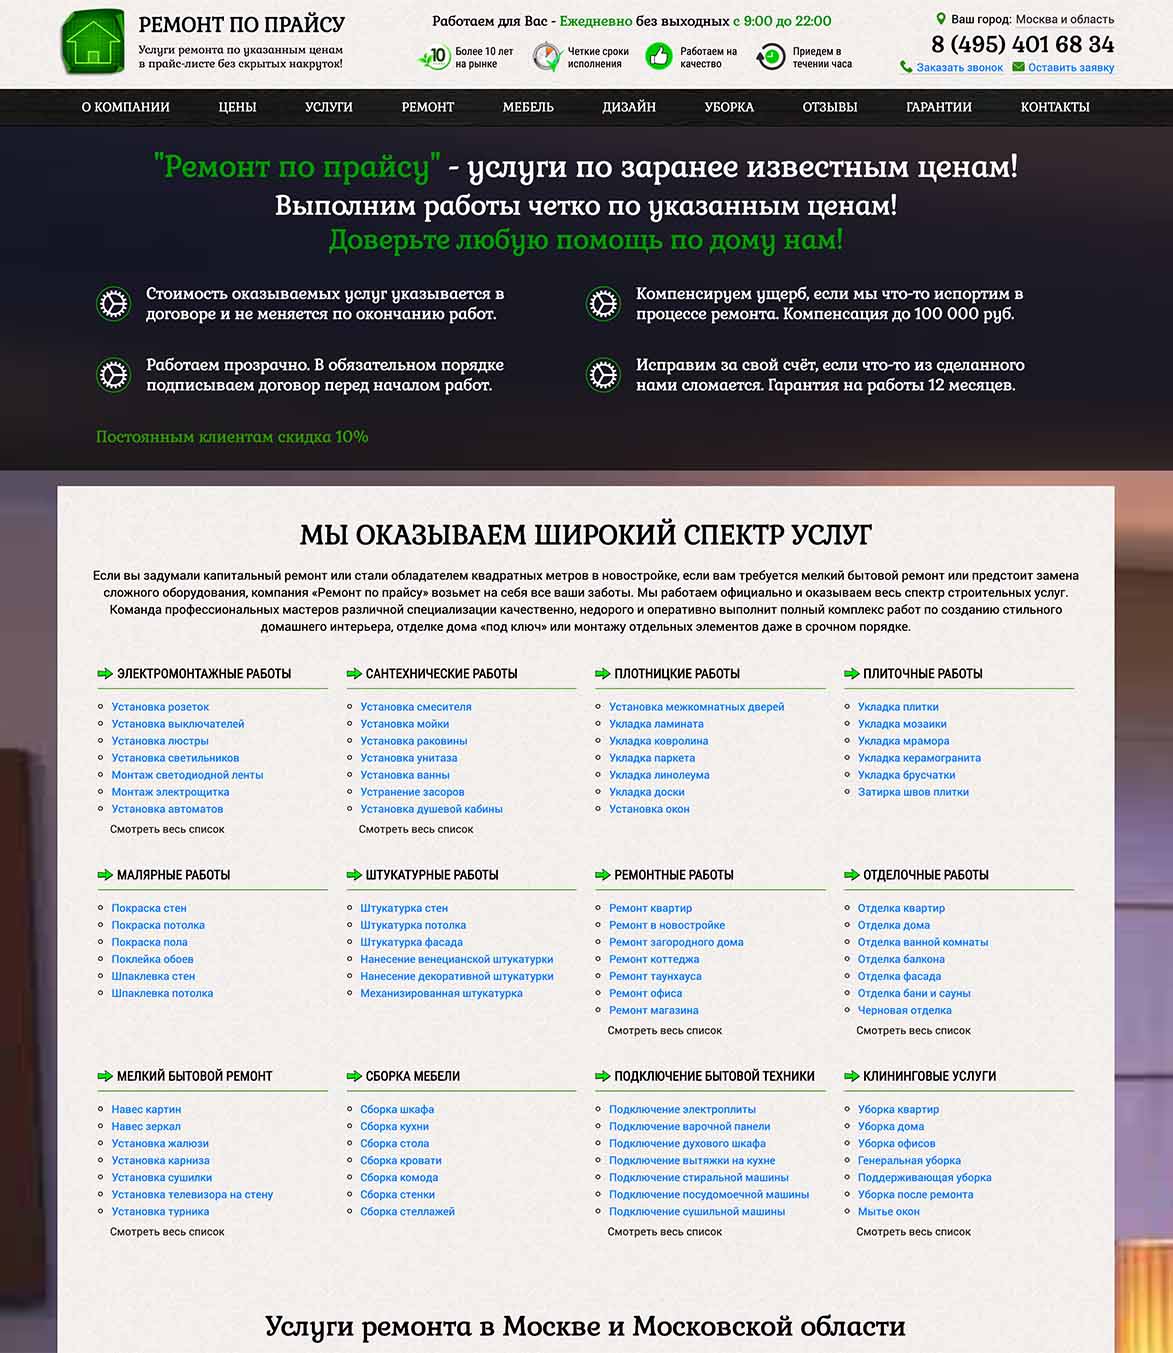 РЕМОНТ ПО ПРАЙСУ
Услуги ремонта по указанным ценам
в прайс-листе без скрытых накруток!
Работаем для Вас - Ежедневно без выходных с 9:00 до 22:00
10
Более 10 лет
на рынке
Четкие сроки
исполнения
Работаем на
качество
Приедем в
течении часа
Ваш город: Москва и область
8 (495) 401 68 34
Заказать звонок Оставить заявку
О КОМПАНИИ ЦЕНЫ УСЛУГИ РЕМОНТ МЕБЕЛЬ ДИЗАЙН УБОРКА ОТЗЫВЫ ГАРАНТИИ КОНТАКТЫ
"Ремонт по прайсу" - услуги по заранее известным ценам!
Выполним работы четко по указанным ценам!
Доверьте любую помощь по дому нам!
Стоимость оказываемых услуг указывается в
договоре и не меняется по окончанию работ.
Компенсируем ущерб, если мы что-то испортим в
процессе ремонта. Компенсация до 100 000 руб.
Работаем прозрачно. В обязательном порядке
подписываем договор перед началом работ.
Исправим за свой счёт, если что-то из сделанного
нами сломается. Гарантия на работы 12 месяцев.
Постоянным клиентам скидка 10%
МЫ ОКАЗЫВАЕМ ШИРОКИЙ СПЕКТР УСЛУГ
Если вы задумали капитальный ремонт или стали обладателем квадратных метров в новостройке, если вам требуется мелкий бытовой ремонт или предстоит замена
сложного оборудования, компания «Ремонт по прайсу» возьмет на себя все ваши заботы. Мы работаем официально и оказываем весь спектр строительных услуг.
Команда профессиональных мастеров различной специализации качественно, недорого и оперативно выполнит полный комплекс работ по созданию стильного
домашнего интерьера, отделке дома «под ключ» или монтажу отдельных элементов даже в срочном порядке.
ЭЛЕКТРОМОНТАЖНЫЕ РАБОТЫ
Установка розеток
Установка выключателей
Установка люстры
Установка светильников
Монтаж светодиодной ленты
Монтаж электрощитка
Установка автоматов
Смотреть весь список
САНТЕХНИЧЕСКИЕ РАБОТЫ
Установка смесителя
Установка мойки
Установка раковины
Установка унитаза
Установка ванны
Устранение засоров
Установка душевой кабины
Смотреть весь список
ПЛОТНИЦКИЕ РАБОТЫ
Установка межкомнатных дверей
Укладка ламината
Укладка ковролина
Укладка паркета
Укладка линолеума
Укладка доски
Установка окон
ПЛИТОЧНЫЕ РАБОТЫ
Укладка плитки
Укладка мозаики
Укладка мрамора
Укладка керамогранита
Укладка брусчатки
Затирка швов плитки
МАЛЯРНЫЕ РАБОТЫ
Покраска стен
Покраска потолка
Покраска пола
Поклейка обоев
Шпаклевка стен
Шпаклевка потолка
ШТУКАТУРНЫЕ РАБОТЫ
Штукатурка стен
Штукатурка потолка
Штукатурка фасада
Нанесение венецианской штукатурки
Нанесение декоративной штукатурки
Механизированная штукатурка
РЕМОНТНЫЕ РАБОТЫ
Ремонт квартир
Ремонт в новостройке
Ремонт загородного дома
Ремонт коттеджа
Ремонт таунхауса
Ремонт офиса
Ремонт магазина
Смотреть весь список
ОТДЕЛОЧНЫЕ РАБОТЫ
Отделка квартир
Отделка дома
Отделка ванной комнаты
Отделка балкона
Отделка фасада
Отделка бани и сауны
Черновая отделка
Смотреть весь список
МЕЛКИЙ БЫТОВОЙ РЕМОНТ
Навес картин
Навес зеркал
Установка жалюзи
Установка карниза
Установка сушилки
Установка телевизора на стену
Установка турника
Смотреть весь список
СБОРКА МЕБЕЛИ
Сборка шкафа
Сборка кухни
Сборка стола
Сборка кровати
Сборка комода
Сборка стенки
Сборка стеллажей
ПОДКЛЮЧЕНИЕ БЫТОВОЙ ТЕХНИКИ
Подключение электроплиты
Подключение варочной панели
Подключение духового шкафа
Подключение вытяжки на кухне
Подключение стиральной машины
Подключение посудомоечной машины
Подключение сушильной машины
Смотреть весь список
КЛИНИНГОВЫЕ УСЛУГИ
Уборка квартир
Уборка дома
Уборка офисов
Генеральная уборка
Поддерживающая уборка
Уборка после ремонта
Мытье окон
Смотреть весь список
Услуги ремонта в Москве и Московской области